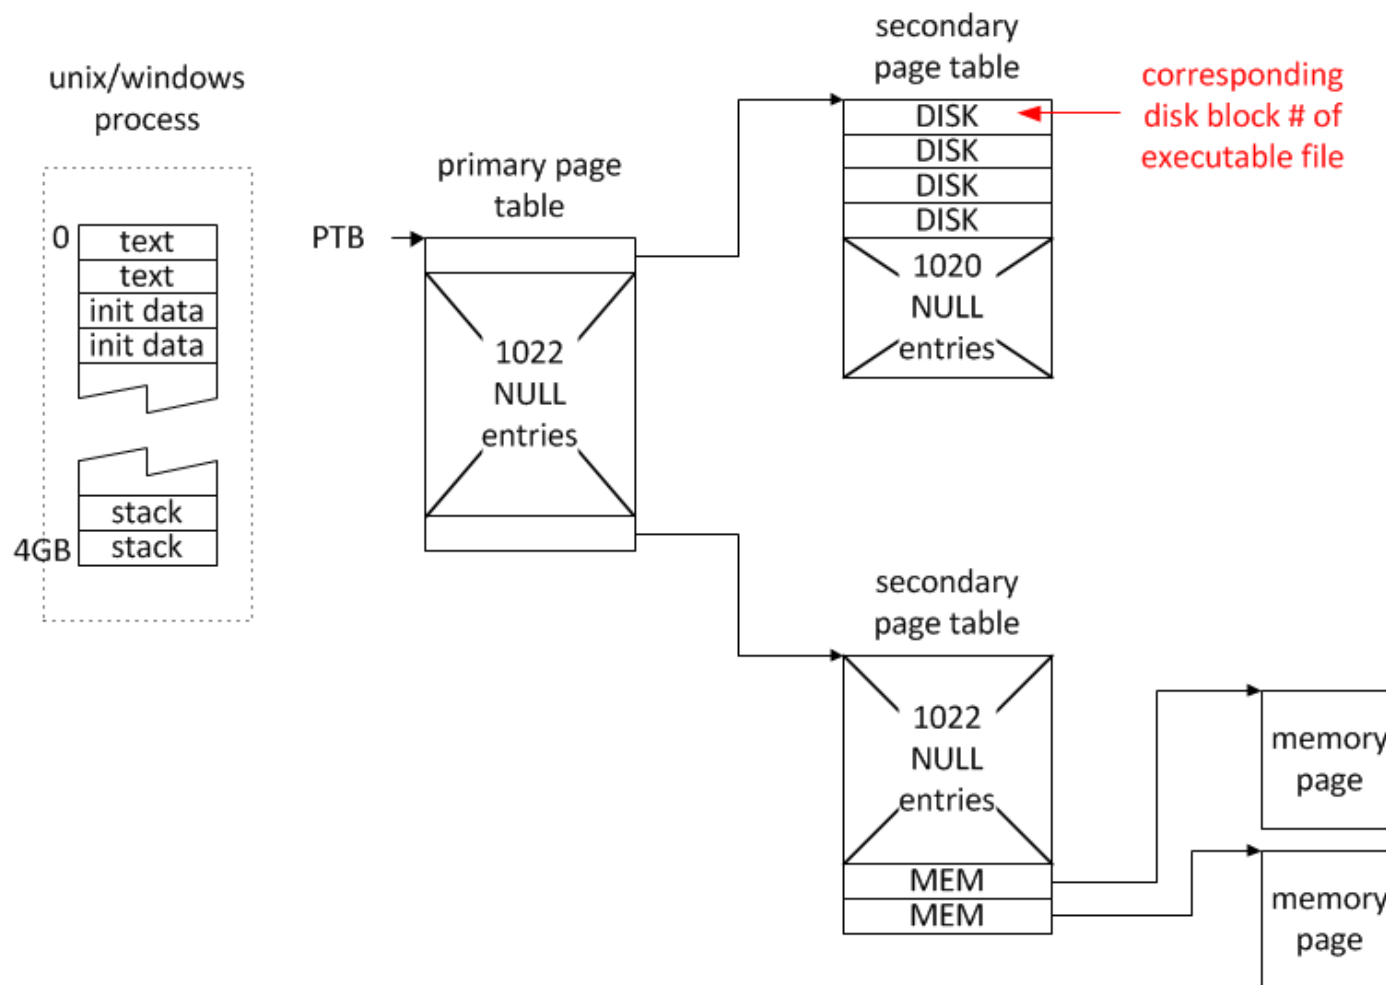 unix/windows
process
0
text
text
init data
init data
stack
4GB
stack
PTB
primary page
table
1022
NULL
entries
secondary
page table
DISK
DISK
DISK
DISK
1020
NULL
entries
corresponding
disk block # of
executable file
secondary
page table
1022
NULL
entries
MEM
MEM
memory
page
memory
page